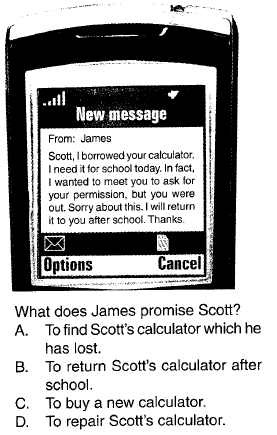 New message
From: James
Scott, I borrowed your calculator.
I need it for school today. In fact,
I wanted to meet you to ask for
your permission, but you were
out. Sorry about this. I will return
it to you after school. Thanks.
Options Cancel
What does James promise Scott?
A. To find Scott's calculator which he
has lost.
B. To return Scott's calculator after
school.
C. To buy a new calculator.
D. To repair Scott's calculator.